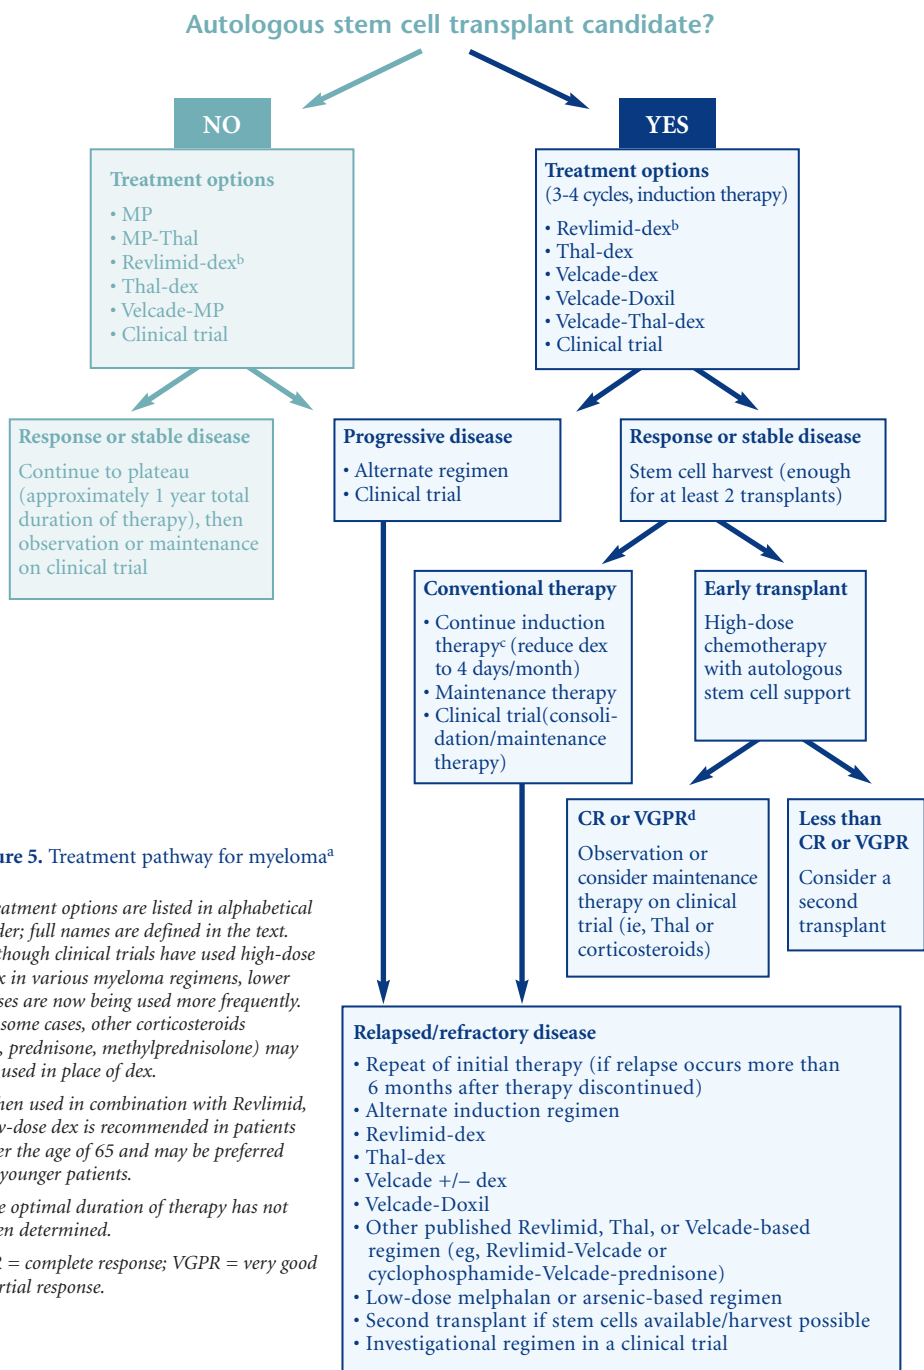 Autologous stem cell transplant candidate?
NO
Treatment options
• MP
• MP-Thal
• Revlimid-dexᵇ
• Thal-dex
• Velcade-MP
• Clinical trial
YES
Treatment options
(3-4 cycles, induction therapy)
• Revlimid-dexᵇ
• Thal-dex
• Velcade-dex
• Velcade-Doxil
• Velcade-Thal-dex
• Clinical trial
Response or stable disease
Continue to plateau
(approximately 1 year total
duration of therapy), then
observation or maintenance
on clinical trial
Progressive disease
• Alternate regimen
• Clinical trial
Response or stable disease
Stem cell harvest (enough
for at least 2 transplants)
Conventional therapy
• Continue induction
therapyᶜ (reduce dex
to 4 days/month)
• Maintenance therapy
• Clinical trial(consoli-
dation/maintenance
therapy)
Early transplant
High-dose
chemotherapy
with autologous
stem cell support
CR or VGPRᵈ
Observation or
consider maintenance
therapy on clinical
trial (ie, Thal or
corticosteroids)
Less than
CR or VGPR
Consider a
second
transplant
ure 5. Treatment pathway for myelomaᵃ
eatment options are listed in alphabetical
der; full names are defined in the text.
though clinical trials have used high-dose
x in various myeloma regimens, lower
ses are now being used more frequently.
some cases, other corticosteroids
, prednisone, methylprednisolone) may
used in place of dex.
hen used in combination with Revlimid,
w-dose dex is recommended in patients
er the age of 65 and may be preferred
younger patients.
e optimal duration of therapy has not
en determined.
R = complete response; VGPR = very good
rtial response.
Relapsed/refractory disease
• Repeat of initial therapy (if relapse occurs more than
6 months after therapy discontinued)
• Alternate induction regimen
• Revlimid-dex
• Thal-dex
• Velcade +/– dex
• Velcade-Doxil
• Other published Revlimid, Thal, or Velcade-based
regimen (eg, Revlimid-Velcade or
cyclophosphamide-Velcade-prednisone)
• Low-dose melphalan or arsenic-based regimen
• Second transplant if stem cells available/harvest possible
• Investigational regimen in a clinical trial